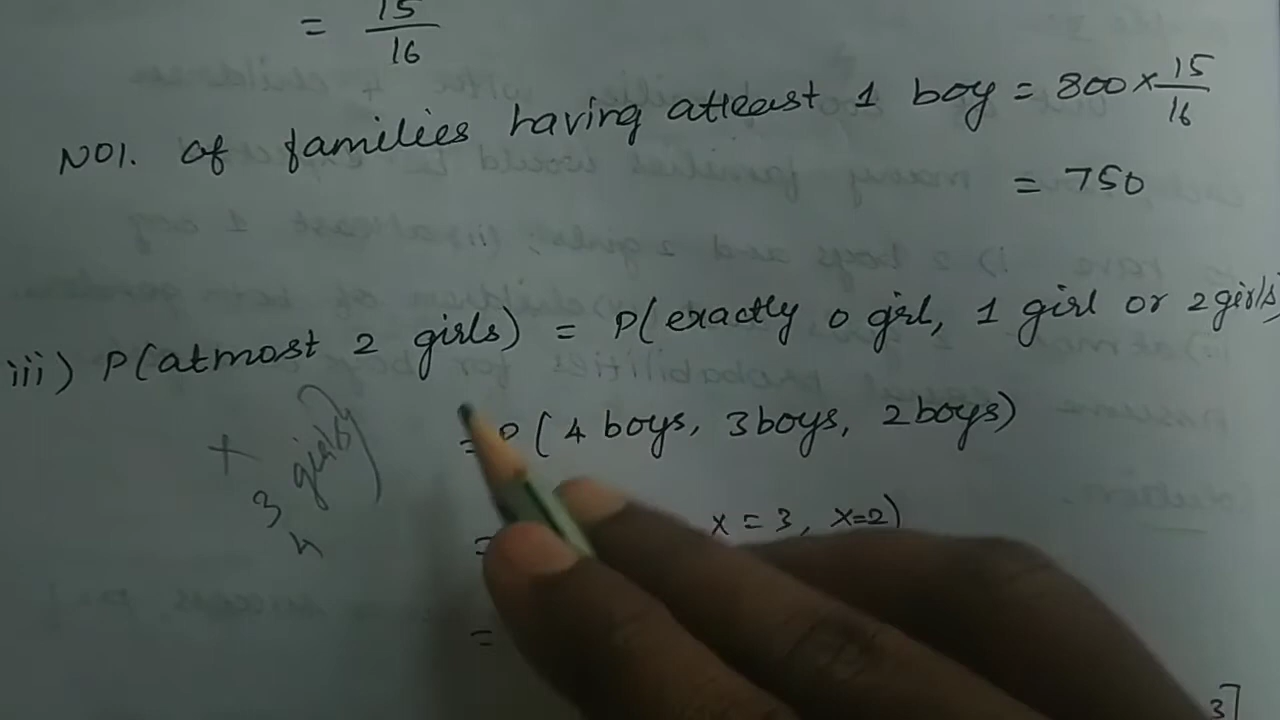 = 15/16
NO1. of families having atleast 1 boy = 800 × 15/16
= 750
iii) P(atmost 2 girls) = P(exactly 0 girl, 1 girl or 2 girls)
= P(4 boys, 3 boys, 2 boys)
3 girls
4
= x = 3, x=2)
=
3]